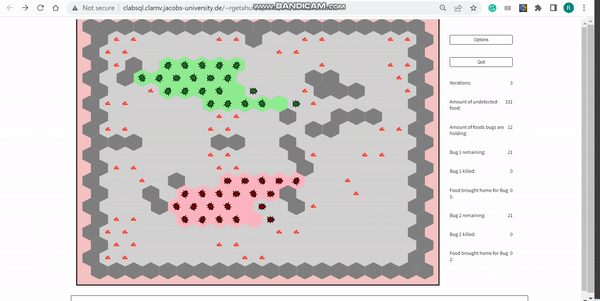 Not secure | clabsql.clamv.jacobs-university.de/~rgetahu
www.BANDICAM.com
Options
Quit
Iterations: 3
Amount of undetected food: 331
Amount of foods bugs are holding: 12
Bug 1 remaining: 21
Bug 1 killed: 0
Food brought home for Bug 1: 0
Bug 2 remaining: 21
Bug 2 killed: 0
Food brought home for Bug 2: 0